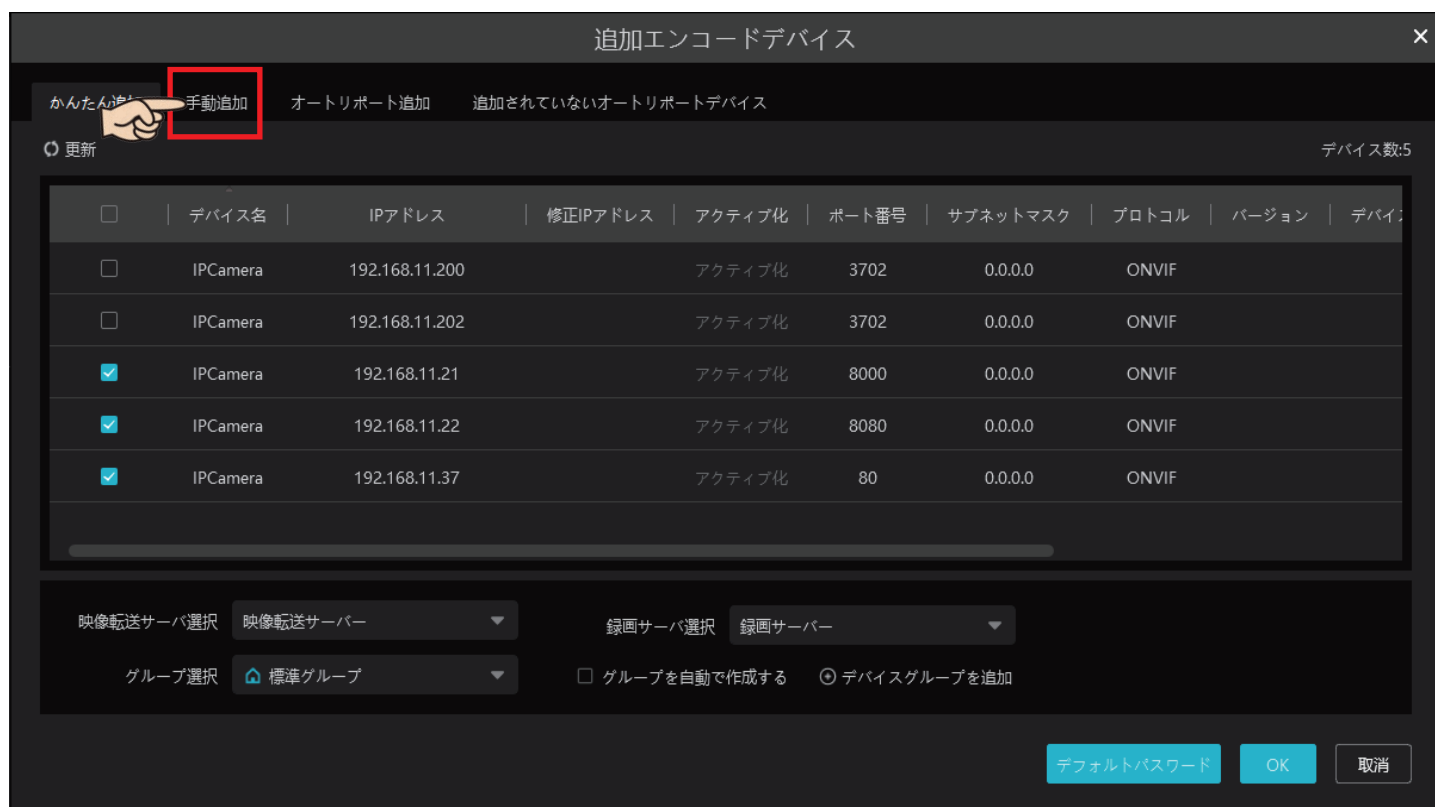 追加エンコードデバイス
かんたん追加 手動追加 オートリポート追加 追加されていないオートリポートデバイス
更新 デバイス数:5
デバイス名 IPアドレス 修正IPアドレス アクティブ化 ポート番号 サブネットマスク プロトコル バージョン
IPCamera 192.168.11.200 アクティブ化 3702 0.0.0.0 ONVIF
IPCamera 192.168.11.202 アクティブ化 3702 0.0.0.0 ONVIF
IPCamera 192.168.11.21 アクティブ化 8000 0.0.0.0 ONVIF
IPCamera 192.168.11.22 アクティブ化 8080 0.0.0.0 ONVIF
IPCamera 192.168.11.37 アクティブ化 80 0.0.0.0 ONVIF
映像転送サーバ選択 映像転送サーバー 録画サーバ選択 録画サーバー
グループ選択 標準グループ グループを自動で作成する デバイスグループを追加
デフォルトパスワード OK 取消